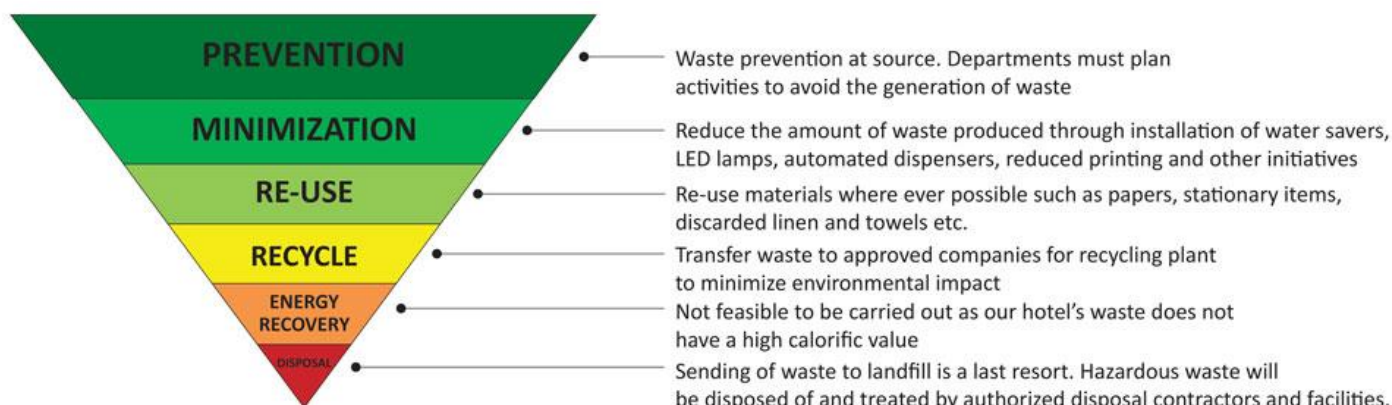 PREVENTION
Waste prevention at source. Departments must plan
activities to avoid the generation of waste
MINIMIZATION
Reduce the amount of waste produced through installation of water savers,
LED lamps, automated dispensers, reduced printing and other initiatives
RE-USE
Re-use materials where ever possible such as papers, stationary items,
discarded linen and towels etc.
RECYCLE
Transfer waste to approved companies for recycling plant
to minimize environmental impact
ENERGY
RECOVERY
Not feasible to be carried out as our hotel's waste does not
have a high calorific value
DISPOSAL
Sending of waste to landfill is a last resort. Hazardous waste will
be disposed of and treated by authorized disposal contractors and facilities.